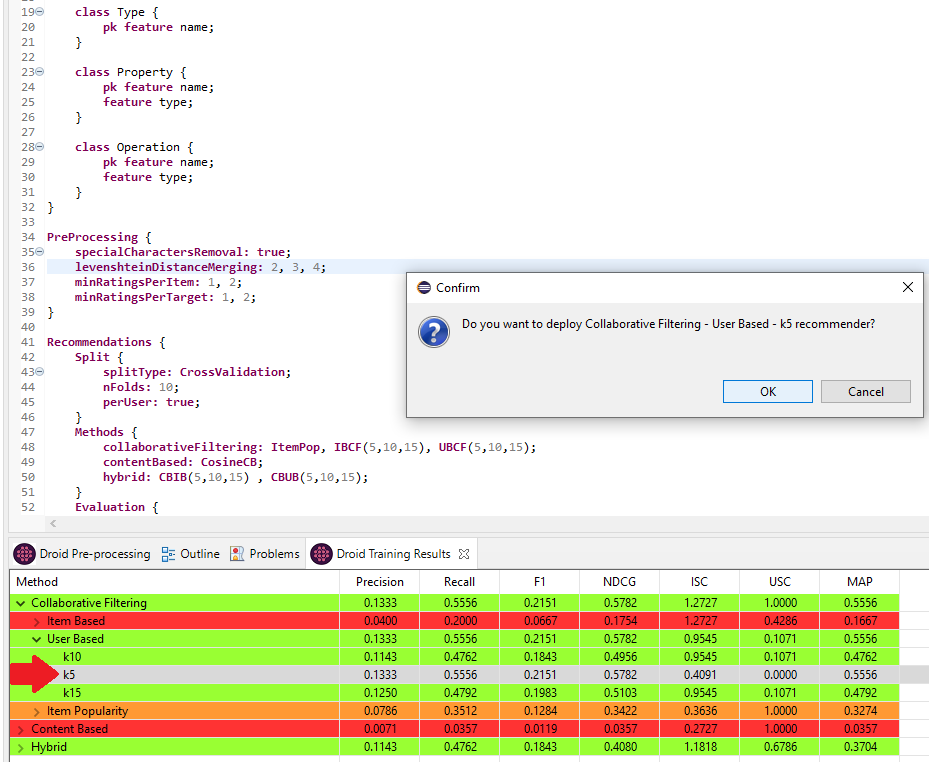 19 class Type {
20 pk feature name;
21 }
22
23 class Property {
24 pk feature name;
25 feature type;
26 }
27
28 class Operation {
29 pk feature name;
30 feature type;
31 }
32 }
33
34 PreProcessing {
35 specialCharactersRemoval: true;
36 levenshteinDistanceMerging: 2, 3, 4;
37 minRatingsPerItem: 1, 2;
38 minRatingsPerTarget: 1, 2;
39 }
40
41 Recommendations {
42 Split {
43 splitType: CrossValidation;
44 nFolds: 10;
45 perUser: true;
46 }
47 Methods {
48 collaborativeFiltering: ItemPop, IBCF(5,10,15), UBCF(5,10,15);
49 contentBased: CosineCB;
50 hybrid: CBIB(5,10,15) , CBUB(5,10,15);
51 }
52 Evaluation {
Confirm
Do you want to deploy Collaborative Filtering - User Based - k5 recommender?
OK Cancel
Droid Pre-processing Outline Problems Droid Training Results
Method Precision Recall F1 NDCG ISC USC MAP
Collaborative Filtering 0.1333 0.5556 0.2151 0.5782 1.2727 1.0000 0.5556
Item Based 0.0400 0.2000 0.0667 0.1754 1.2727 0.4286 0.1667
User Based 0.1333 0.5556 0.2151 0.5782 0.9545 0.1071 0.5556
k10 0.1143 0.4762 0.1843 0.4956 0.9545 0.1071 0.4762
k5 0.1333 0.5556 0.2151 0.5782 0.4091 0.0000 0.5556
k15 0.1250 0.4792 0.1983 0.5103 0.9545 0.1071 0.4792
Item Popularity 0.0786 0.3512 0.1284 0.3422 0.3636 1.0000 0.3274
Content Based 0.0071 0.0357 0.0119 0.0357 0.2727 1.0000 0.0357
Hybrid 0.1143 0.4762 0.1843 0.4080 1.1818 0.6786 0.3704